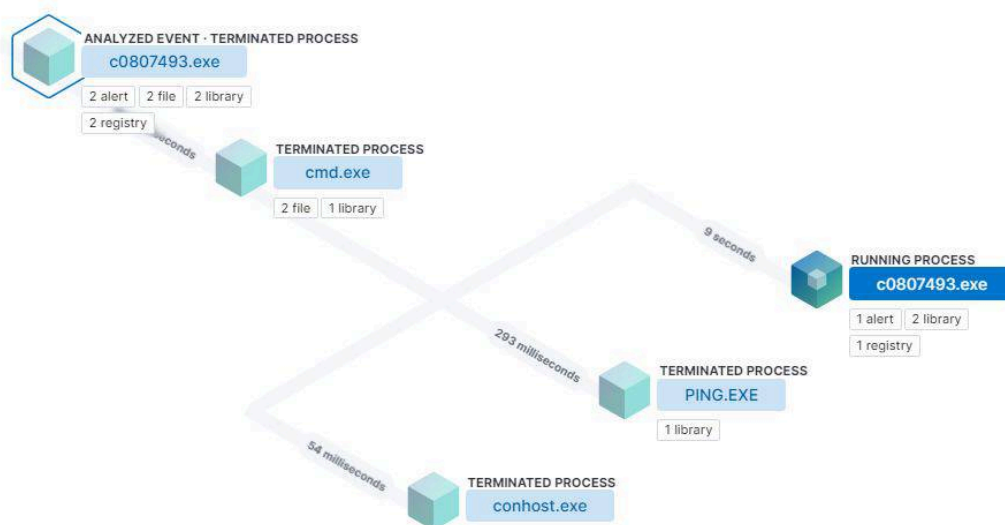 ANALYZED EVENT · TERMINATED PROCESS
c0807493.exe
2 alert 2 file 2 library
2 registry
seconds
TERMINATED PROCESS
cmd.exe
2 file 1 library
9 seconds
RUNNING PROCESS
c0807493.exe
1 alert 2 library
1 registry
293 milliseconds
TERMINATED PROCESS
PING.EXE
1 library
54 milliseconds
TERMINATED PROCESS
conhost.exe